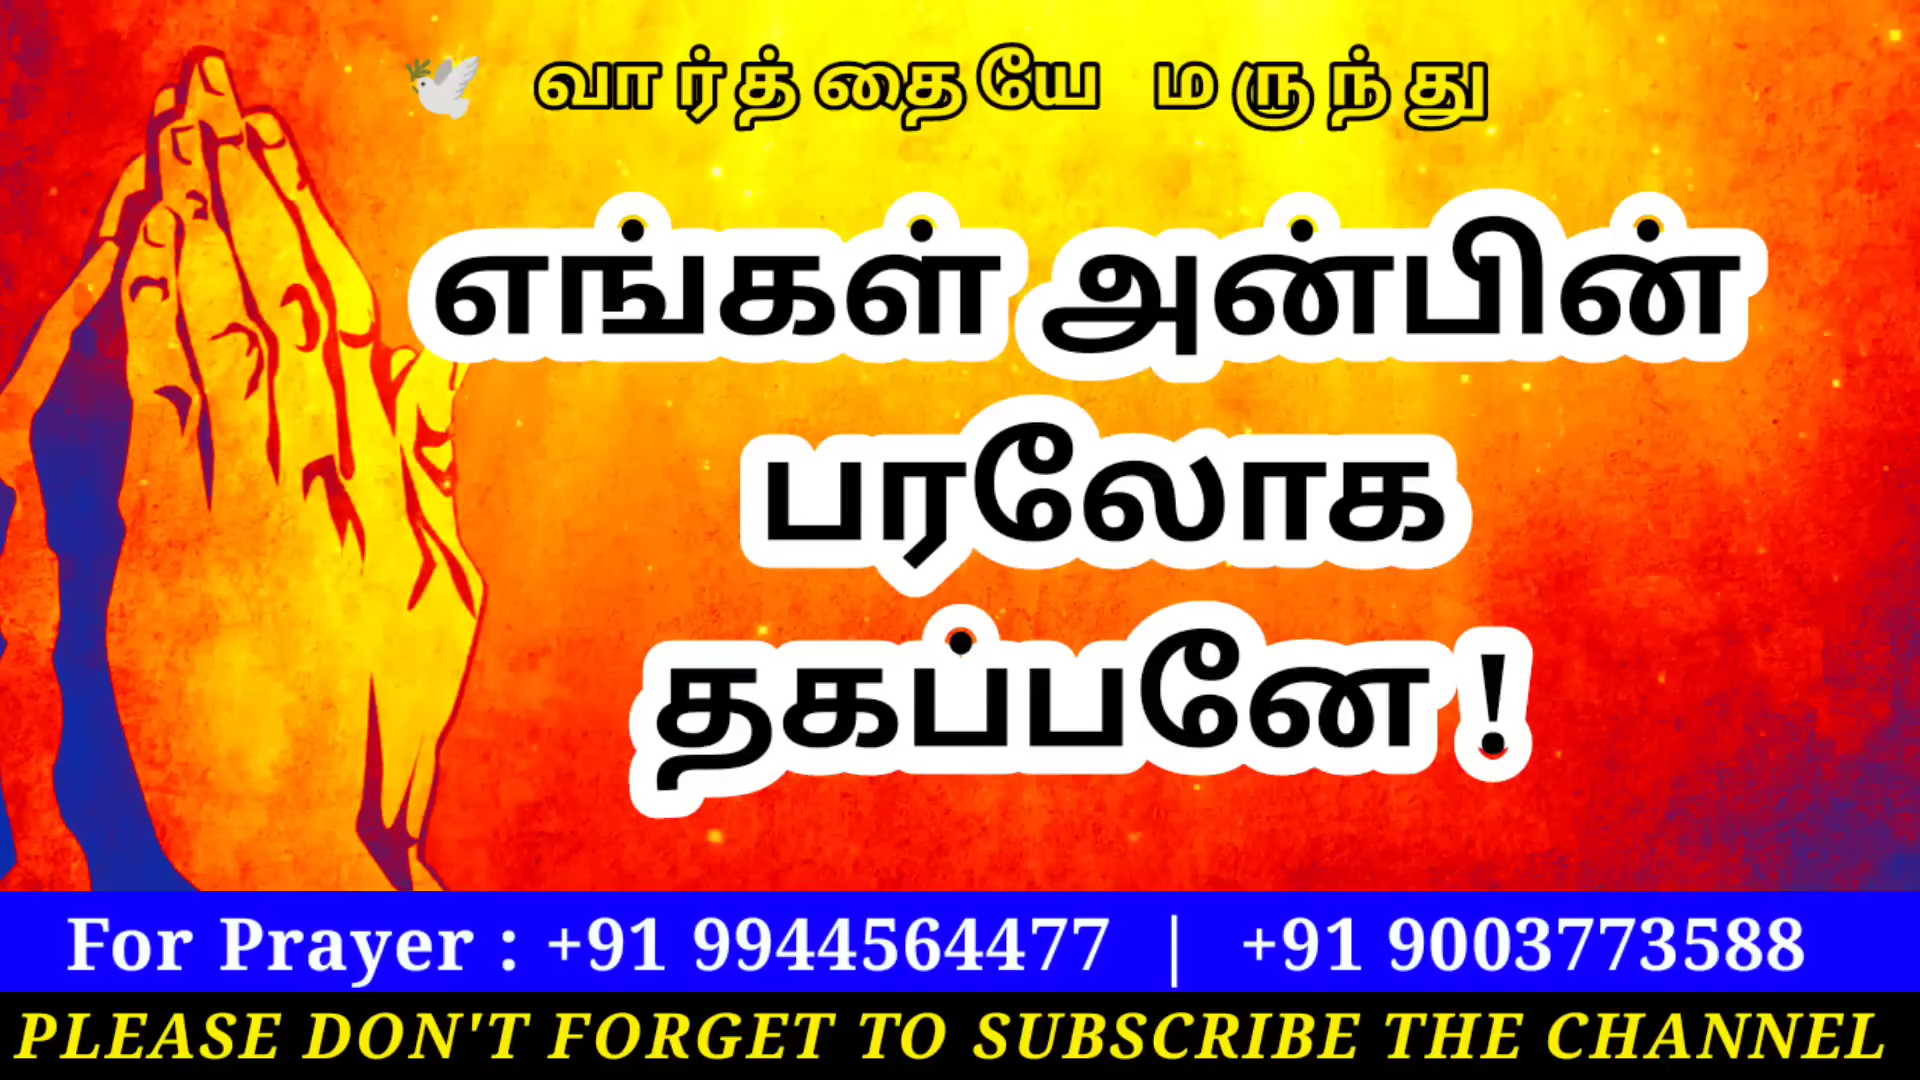 🕊️ வார்த்தையே மருந்து
எங்கள் அன்பின்
பரலோக
தகப்பனே !
For Prayer : +91 9944564477 | +91 9003773588
PLEASE DON'T FORGET TO SUBSCRIBE THE CHANNEL